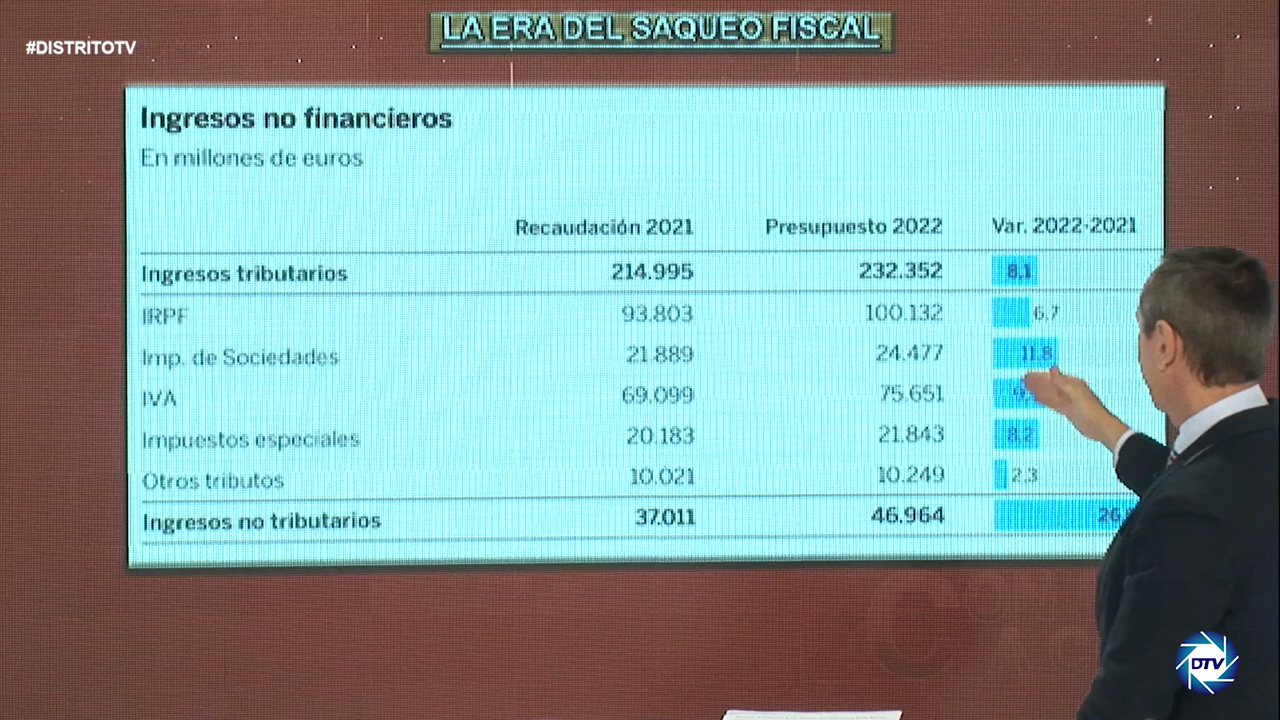 LA ERA DEL SAQUEO FISCAL
#DISTRITOTV
Ingresos no financieros
En millones de euros
Recaudación 2021 Presupuesto 2022 Var. 2022-2021
Ingresos tributarios 214.995 232.352 8,1
IRPF 93.803 100.132 6,7
Imp. de Sociedades 21.889 24.477 11,8
IVA 69.099 75.651
Impuestos especiales 20.183 21.843 8,2
Otros tributos 10.021 10.249 2,3
Ingresos no tributarios 37.011 46.964
DTV